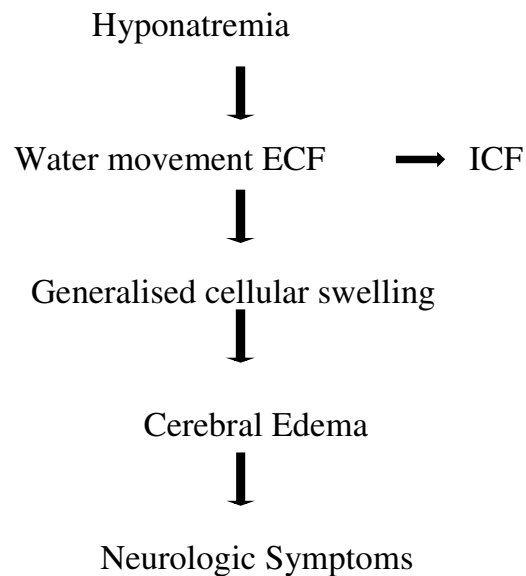 Hyponatremia
Water movement ECF ICF
Generalised cellular swelling
Cerebral Edema
Neurologic Symptoms